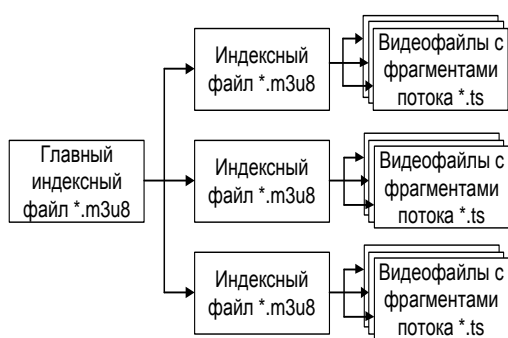 Главный
индексный
файл *.m3u8
Индексный
файл *.m3u8
Видеофайлы с
фрагментами
потока *.ts
Индексный
файл *.m3u8
Видеофайлы с
фрагментами
потока *.ts
Индексный
файл *.m3u8
Видеофайлы с
фрагментами
потока *.ts